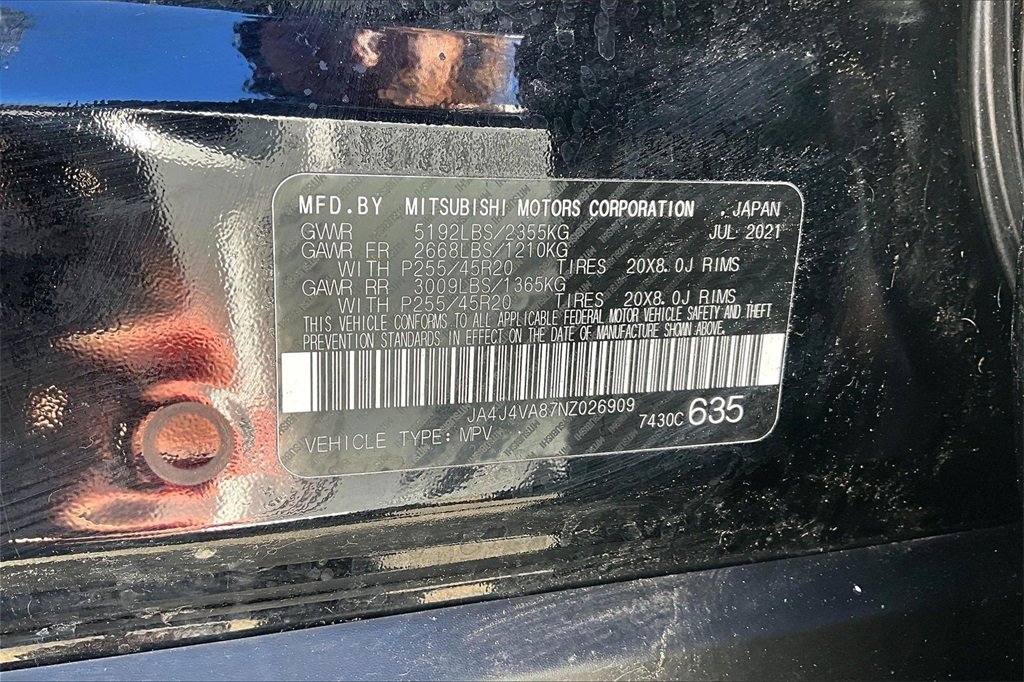 MFD.BY MITSUBISHI MOTORS CORPORATION , JAPAN
GVWR 5192LBS/2355KG JUL 2021
GAWR FR 2668LBS/1210KG
WITH P255/45R20 TIRES 20X8.0J RIMS
GAWR RR 3009LBS/1365KG
WITH P255/45R20 TIRES 20X8.0J RIMS
THIS VEHICLE CONFORMS TO ALL APPLICABLE FEDERAL MOTOR VEHICLE SAFETY AND THEFT
PREVENTION STANDARDS IN EFFECT ON THE DATE OF MANUFACTURE SHOWN ABOVE.
JA4J4VA87NZ026909
VEHICLE TYPE: MPV 7430C 635